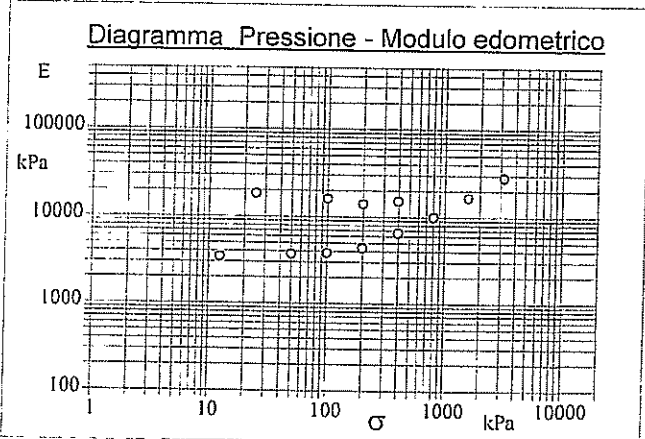 Diagramma Pressione - Modulo edometrico
E
100000
kPa
10000
1000
100
1 10 100 σ 1000 kPa 10000